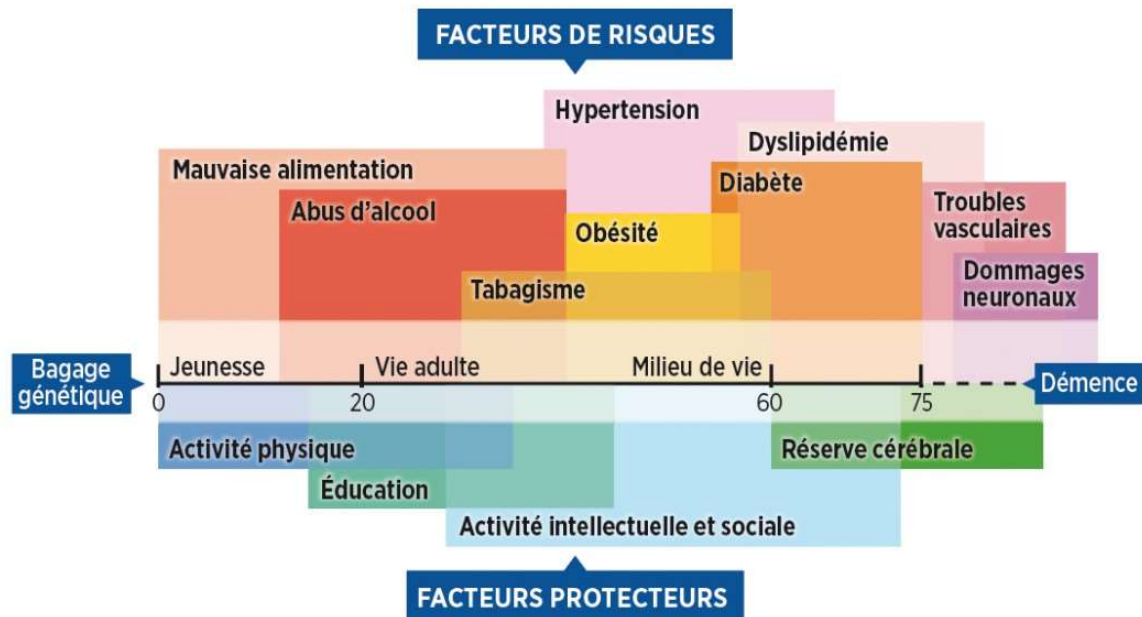 FACTEURS DE RISQUES
Hypertension
Dyslipidémie
Mauvaise alimentation
Diabète
Abus d'alcool
Troubles
vasculaires
Obésité
Dommages
neuronaux
Tabagisme
Bagage
génétique
Jeunesse
Vie adulte
Milieu de vie
Démence
0
20
60
75
Activité physique
Réserve cérébrale
Éducation
Activité intellectuelle et sociale
FACTEURS PROTECTEURS